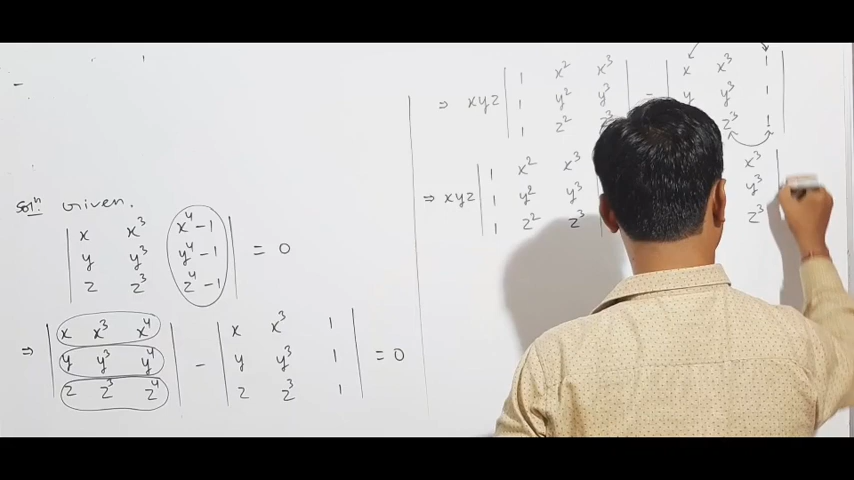 Solⁿ Given.
| x x³ x⁴-1 |
| y y³ y⁴-1 | = 0
| z z³ z⁴-1 |
⇒ | x x³ x⁴ | - | x x³ 1 |
| y y³ y⁴ | - | y y³ 1 | = 0
| z z³ z⁴ | | z z³ 1 |
⇒ xyz | 1 x² x³ | - | x x³ 1 |
| 1 y² y³ | | y y³ 1 |
| 1 z² z³ | z³ 1 |
⇒ xyz | 1 x² x³ x³ |
| 1 y² y³ y³ |
| 1 z² z³ z³